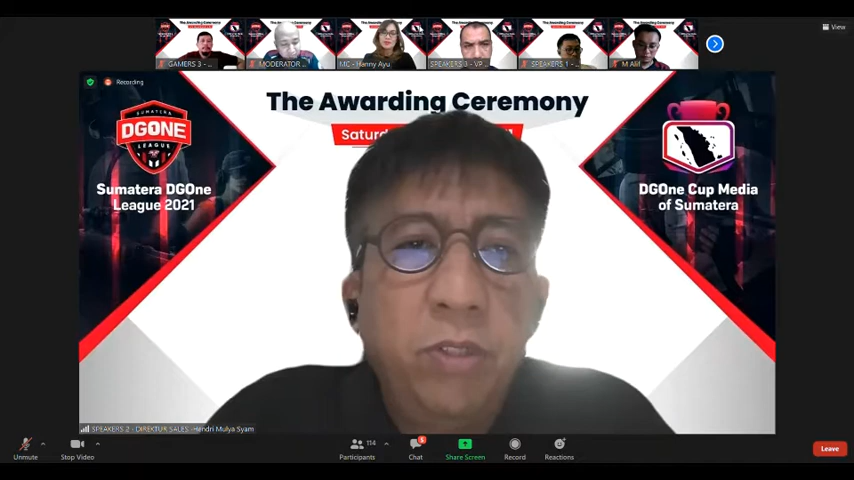 View
GAMERS 3 - ...
MODERATOR ...
MC - Hanny Ayu
SPEAKERS 3 - VP ...
SPEAKERS 1 - ...
M Alif
Recording
The Awarding Ceremony
Saturd
SUMATERA
DGONE
LEAGUE
Sumatera DGOne
League 2021
DGOne Cup Media
of Sumatera
SPEAKERS 2 - DIREKTUR SALES - Hendri Mulya Syam
Unmute
Stop Video
114
Participants
5
Chat
Share Screen
Record
Reactions
Leave